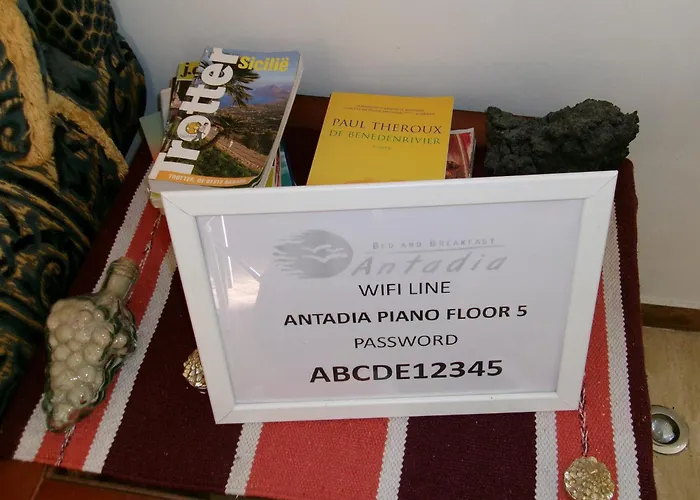 Trotter
Sicilië
PAUL THEROUX
DE BENEDENRIVIER
BED AND BREAKFAST
Antadia
WIFI LINE
ANTADIA PIANO FLOOR 5
PASSWORD
ABCDE12345